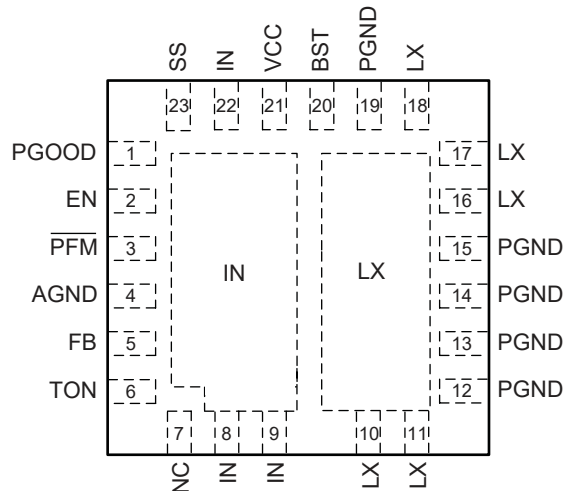 SS IN VCC BST PGND LX
23 22 21 20 19 18
PGOOD 1 17 LX
EN 2 16 LX
PFM 3 15 PGND
IN LX
AGND 4 14 PGND
FB 5 13 PGND
TON 6 12 PGND
7 8 9 10 11
NC IN IN LX LX